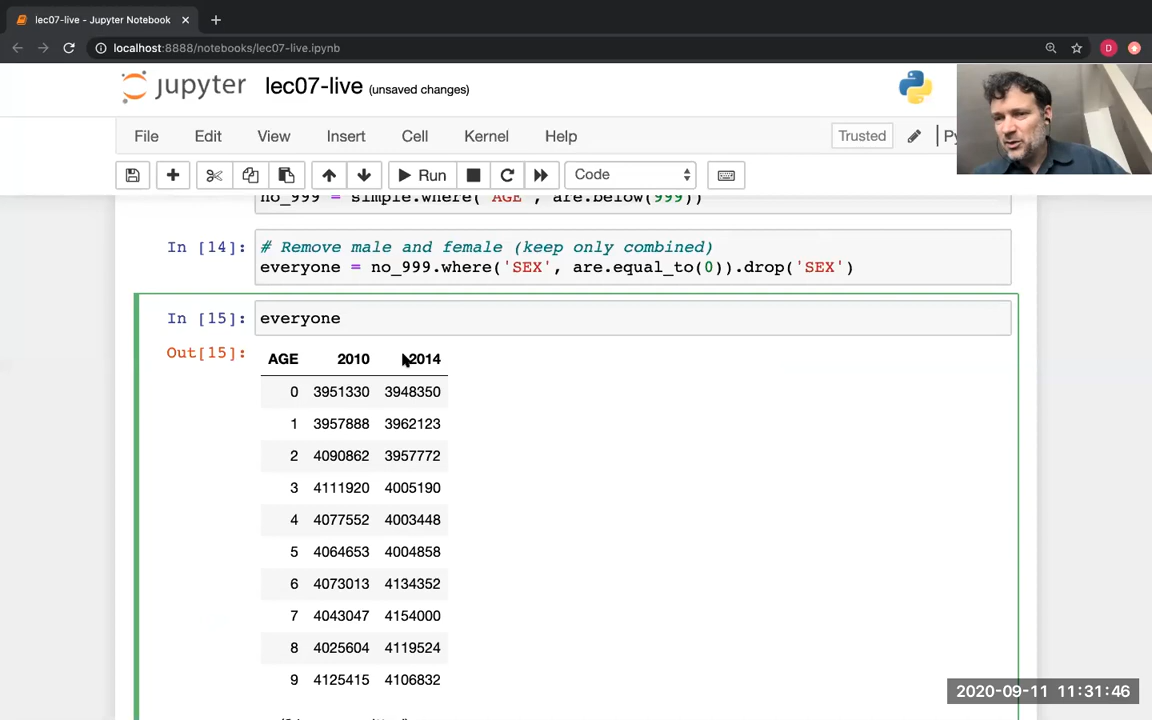 lec07-live - Jupyter Notebook
localhost:8888/notebooks/lec07-live.ipynb
D
jupyter lec07-live (unsaved changes)
File Edit View Insert Cell Kernel Help Trusted
Run Code
no_999 = simple.where('AGE', are.below(999))
In [14]: # Remove male and female (keep only combined)
everyone = no_999.where('SEX', are.equal_to(0)).drop('SEX')
In [15]: everyone
Out[15]: AGE 2010 2014
0 3951330 3948350
1 3957888 3962123
2 4090862 3957772
3 4111920 4005190
4 4077552 4003448
5 4064653 4004858
6 4073013 4134352
7 4043047 4154000
8 4025604 4119524
9 4125415 4106832
2020-09-11 11:31:46